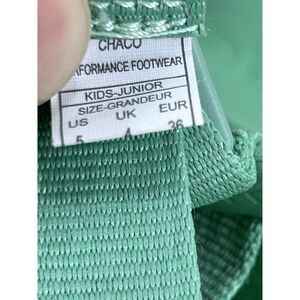 CHACO
RFORMANCE FOOTWEAR
KIDS-JUNIOR
SIZE-GRANDEUR
US UK EUR
5 4 36